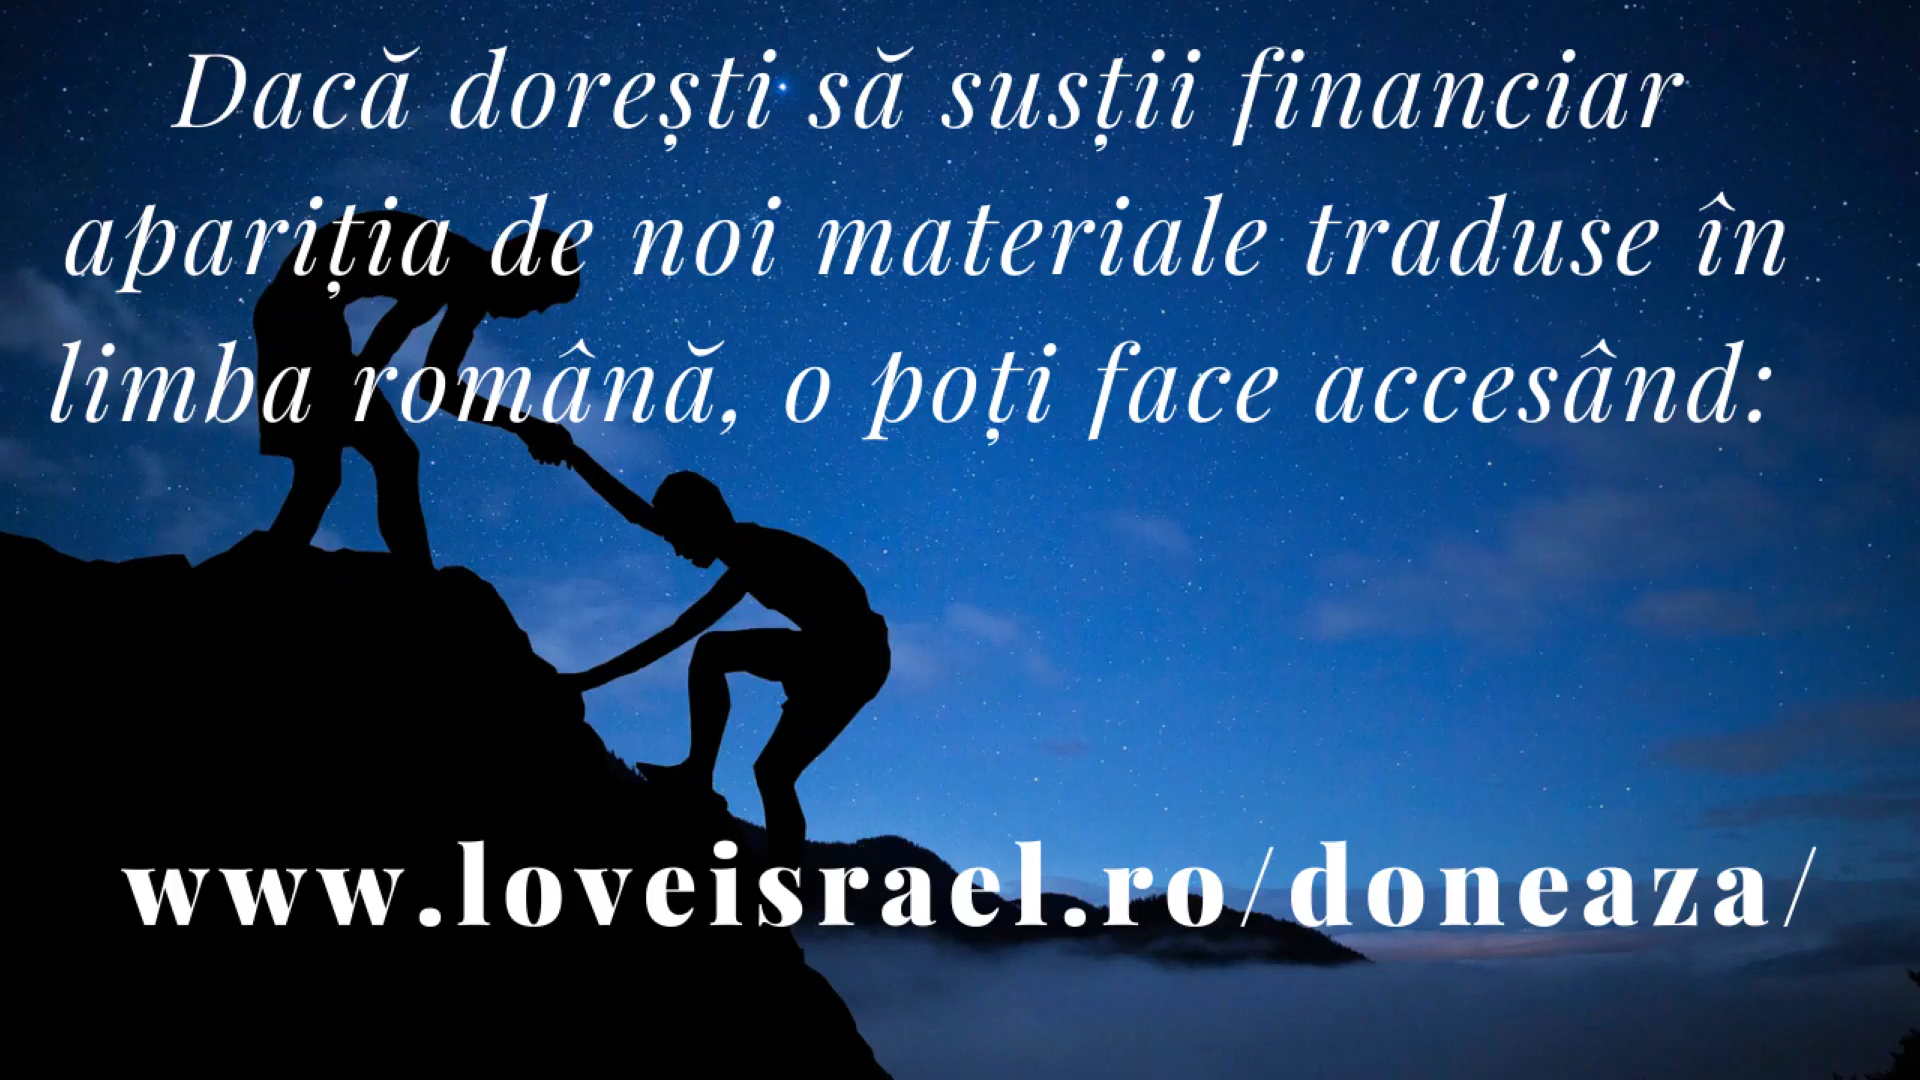 Dacă dorești să susții financiar
apariția de noi materiale traduse în
limba română, o poți face accesând:
www.loveisrael.ro/doneaza/